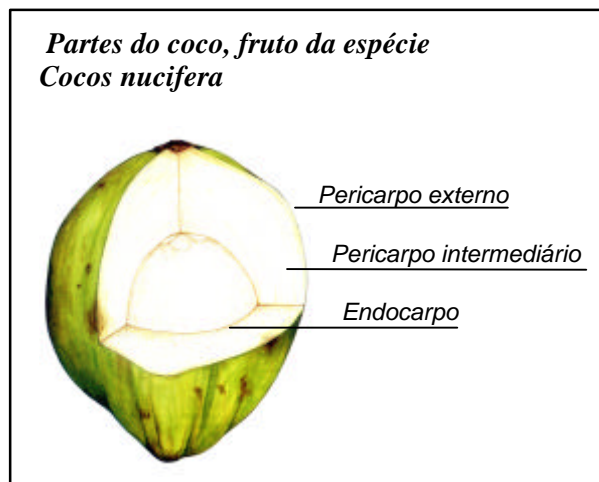 Partes do coco, fruto da espécie
Cocos nucifera
Pericarpo externo
Pericarpo intermediário
Endocarpo